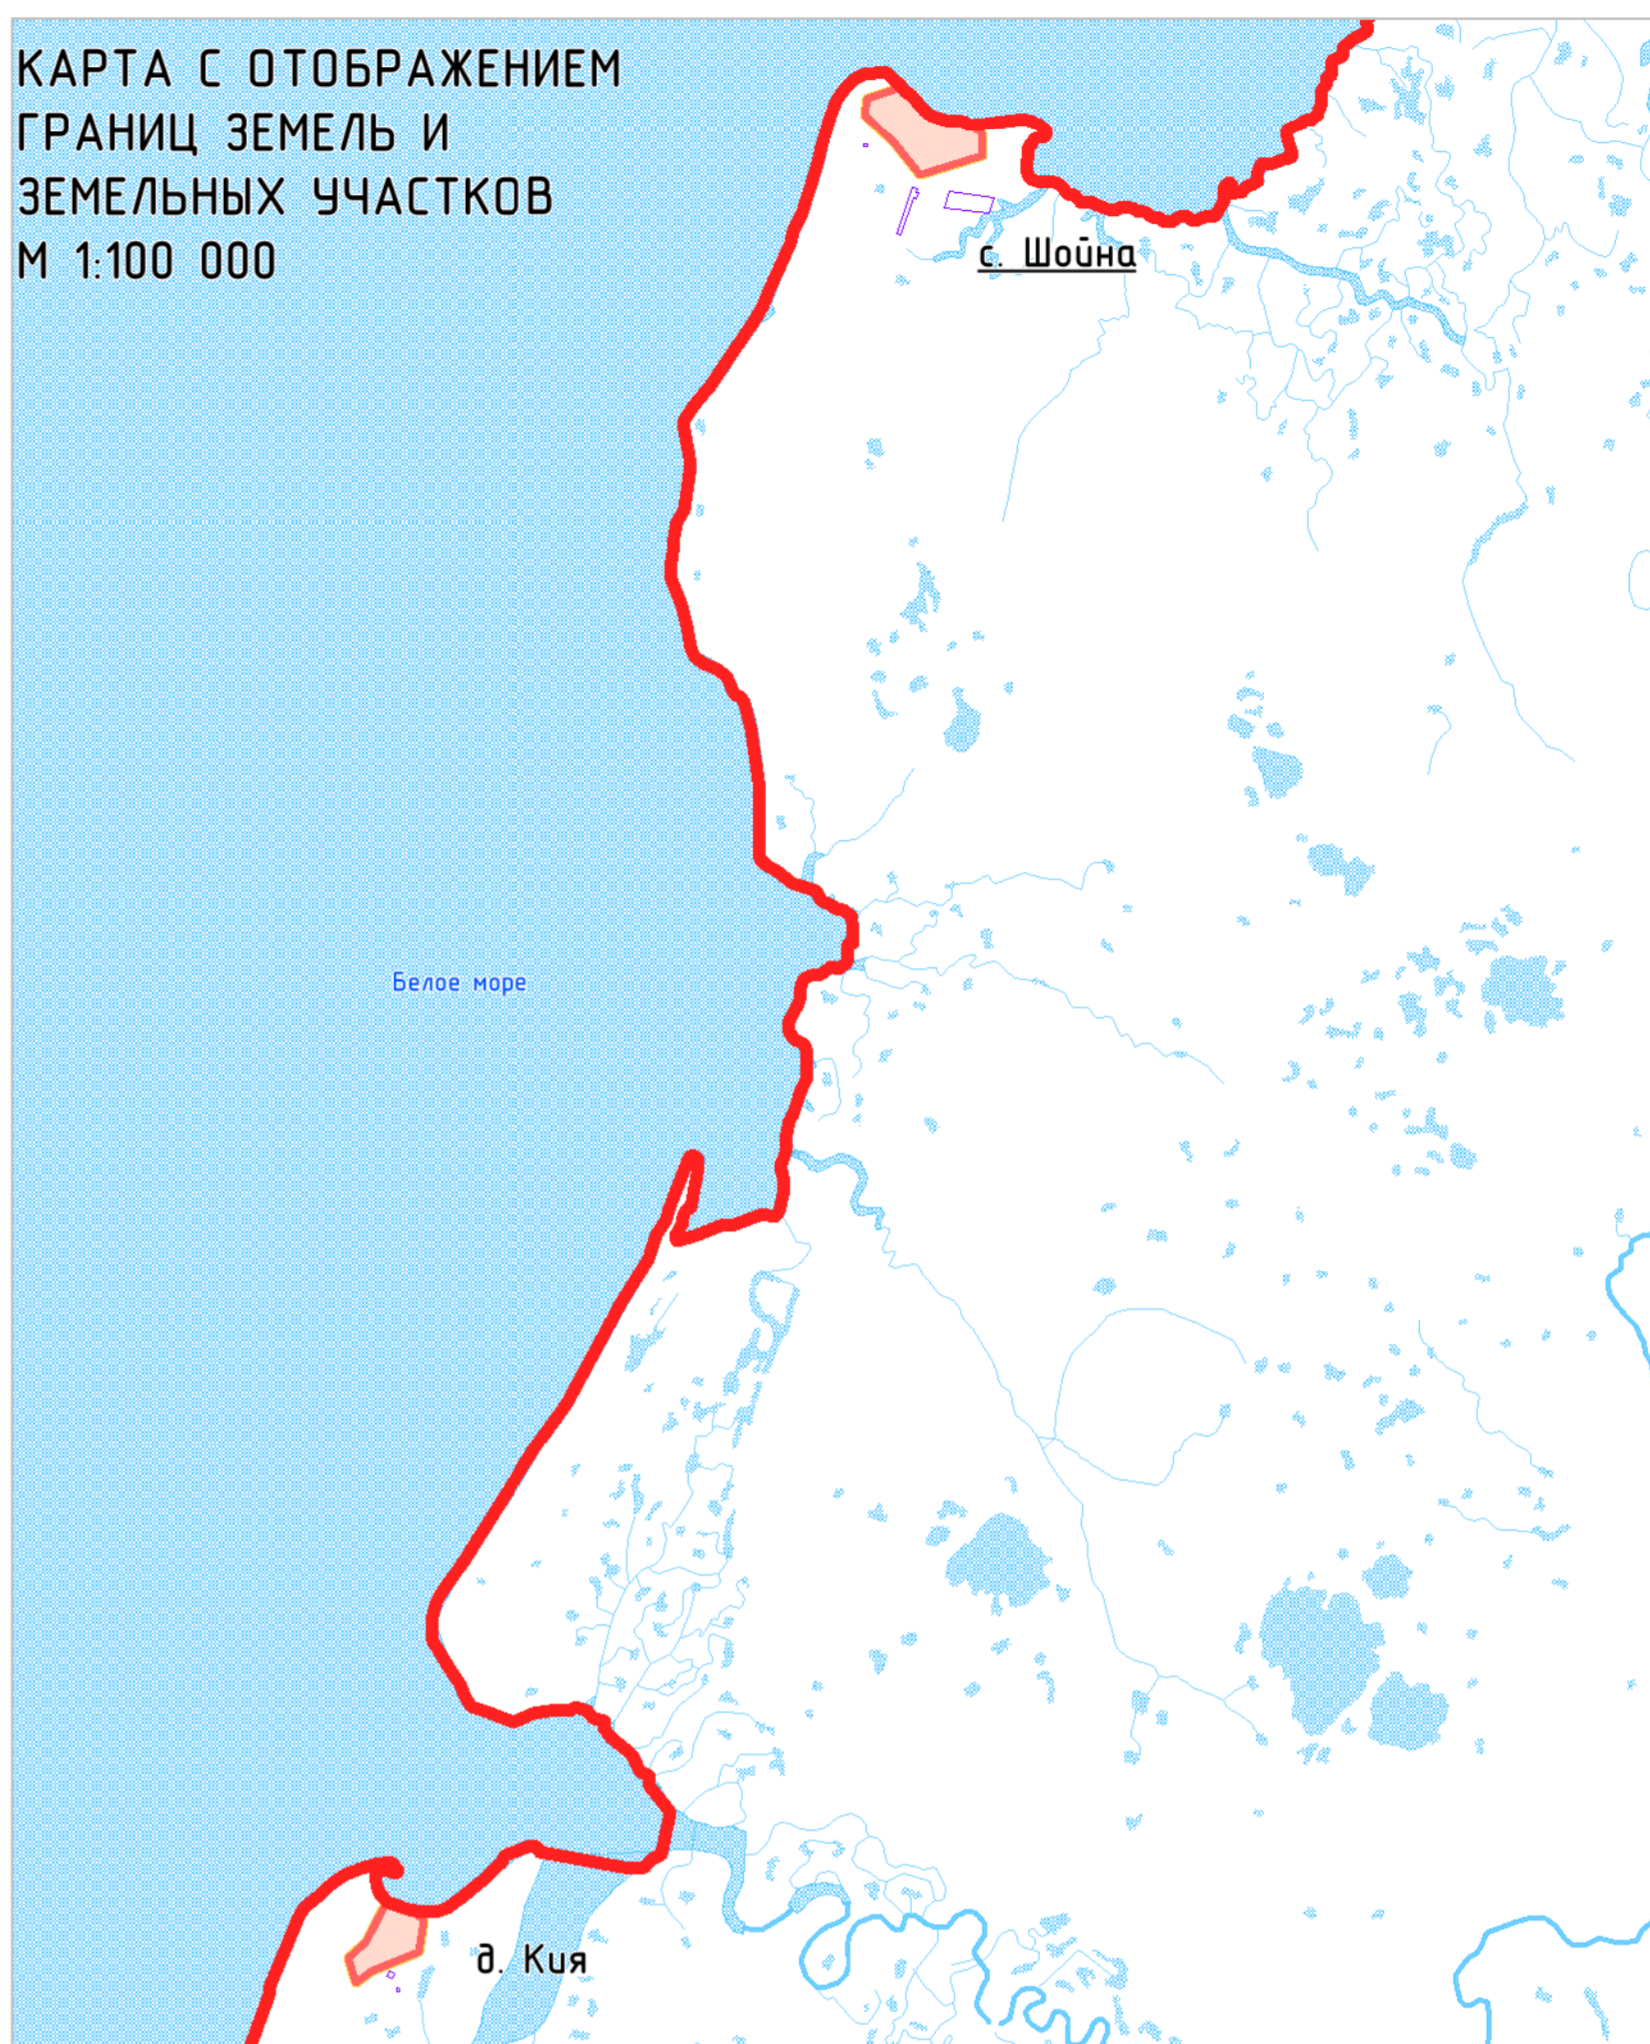 КАРТА С ОТОБРАЖЕНИЕМ
ГРАНИЦ ЗЕМЕЛЬ И
ЗЕМЕЛЬНЫХ УЧАСТКОВ
М 1:100 000
с. Шойна
Белое море
д. Кия